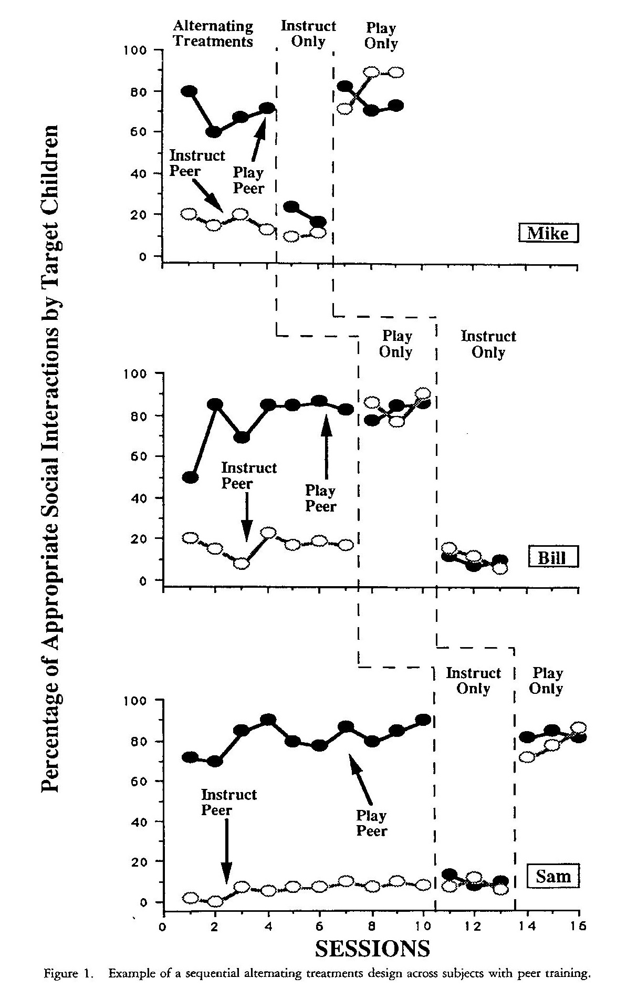 Alternating Treatments
Instruct Only
Play Only
100
80
60
40
20
0
Instruct Peer
Play Peer
Mike
Percentage of Appropriate Social Interactions by Target Children
Play Only
Instruct Only
100
80
60
40
20
0
Instruct Peer
Play Peer
Bill
Instruct Only
Play Only
100
80
60
40
20
0
Instruct Peer
Play Peer
Sam
0 2 4 6 8 10 12 14 16
SESSIONS
Figure 1. Example of a sequential alternating treatments design across subjects with peer training.